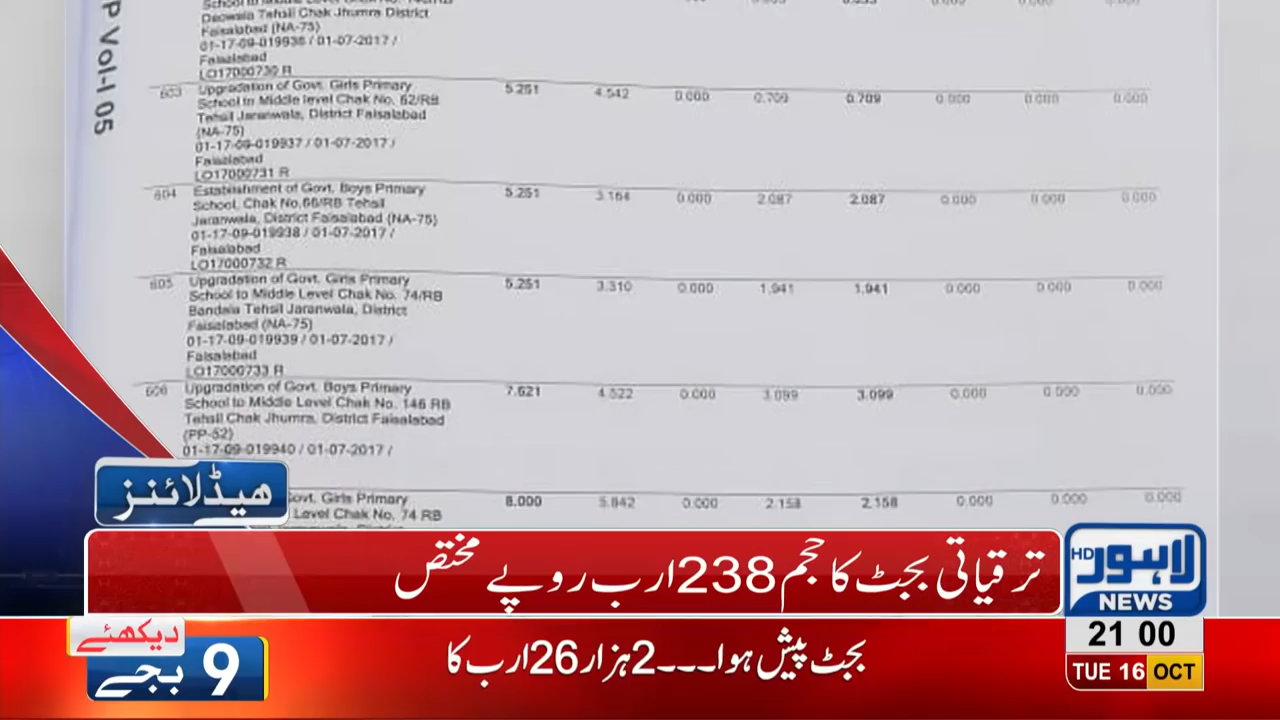 P Vol-I 05
Deowala Tehsil Chak Jhumra District
Faisalabad (NA-75)
01-17-09-019936 / 01-07-2017 /
Faisalabad
LO17000730 R
603 Upgradation of Govt. Girls Primary 5.251 4.542 0.000 0.709 0.709 0.000 0.000 0.000
School to Middle level Chak No. 62/RB
Tehsil Jaranwala, District Faisalabad
(NA-75)
01-17-09-019937 / 01-07-2017 /
Faisalabad
LO17000731 R
604 Establishment of Govt. Boys Primary 5.251 3.164 0.000 2.087 2.087 0.000 0.000 0.000
School, Chak No.66/RB Tehsil
Jaranwala, District Faisalabad (NA-75)
01-17-09-019938 / 01-07-2017 /
Faisalabad
LO17000732 R
605 Upgradation of Govt. Girls Primary 5.251 3.310 0.000 1.941 1.941 0.000 0.000 0.000
School to Middle Level Chak No. 74/RB
Bandala Tehsil Jaranwala, District
Faisalabad (NA-75)
01-17-09-019939 / 01-07-2017 /
Faisalabad
LO17000733 R
606 Upgradation of Govt. Boys Primary 7.621 4.522 0.000 3.099 3.099 0.000 0.000 0.000
School to Middle Level Chak No. 146 RB
Tehsil Chak Jhumra, District Faisalabad
(PP-52)
01-17-09-019940 / 01-07-2017 /
Govt. Girls Primary 8.000 5.842 0.000 2.158 2.158 0.000 0.000 0.000
Level Chak No. 74 RB
ہیڈلائنز
ترقیاتی بجٹ کا حجم 238 ارب روپے مختص
HD لاہور
NEWS
21 00
TUE 16 OCT
دیکھئے
9 بجے
بجٹ پیش ہوا۔۔۔2 ہزار 26 ارب کا